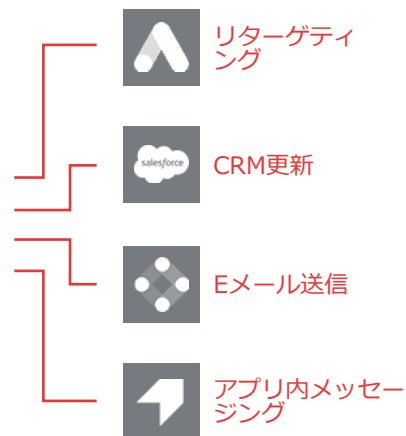 リターゲティ
ング
salesforce
CRM更新
Eメール送信
アプリ内メッセー
ジング